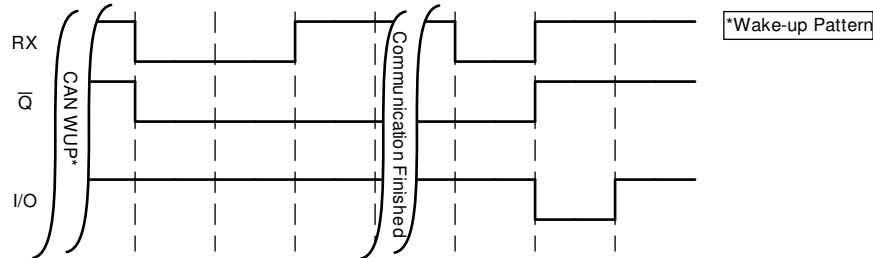 RX
*Wake-up Pattern
Q̅
CAN WUP*
Communication Finished
I/O